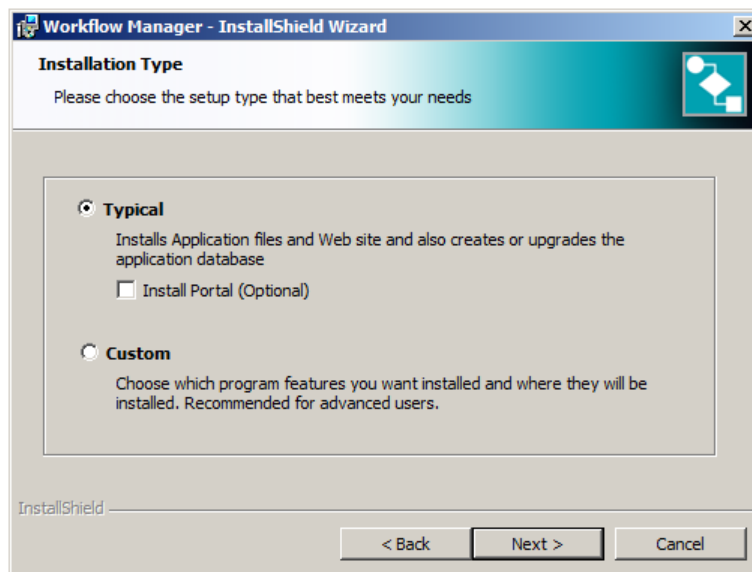 Workflow Manager - InstallShield Wizard
Installation Type
Please choose the setup type that best meets your needs
Typical
Installs Application files and Web site and also creates or upgrades the
application database
Install Portal (Optional)
Custom
Choose which program features you want installed and where they will be
installed. Recommended for advanced users.
InstallShield
< Back Next > Cancel